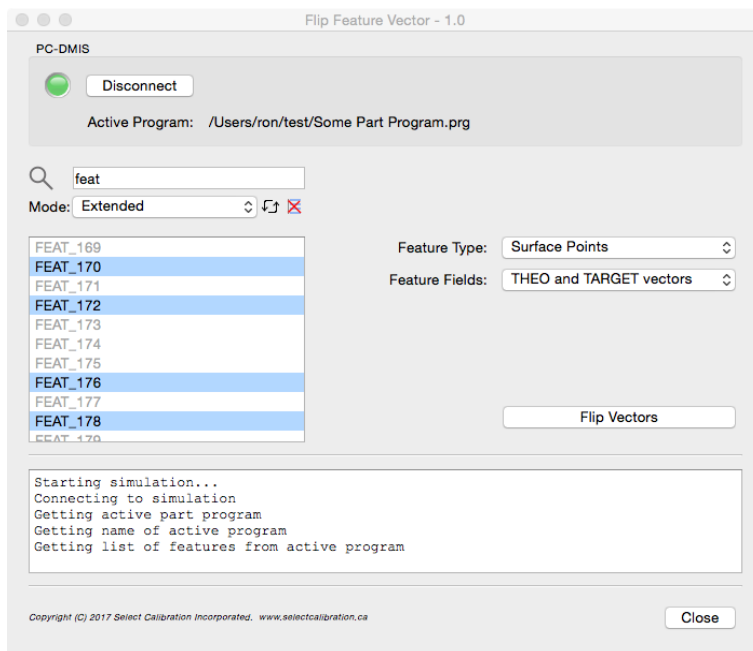 Flip Feature Vector - 1.0
PC-DMIS
Disconnect
Active Program: /Users/ron/test/Some Part Program.prg
feat
Mode: Extended
FEAT_169
FEAT_170
FEAT_171
FEAT_172
FEAT_173
FEAT_174
FEAT_175
FEAT_176
FEAT_177
FEAT_178
FEAT_179
Feature Type: Surface Points
Feature Fields: THEO and TARGET vectors
Flip Vectors
Starting simulation...
Connecting to simulation
Getting active part program
Getting name of active program
Getting list of features from active program
Copyright (C) 2017 Select Calibration Incorporated, www.selectcalibration.ca
Close